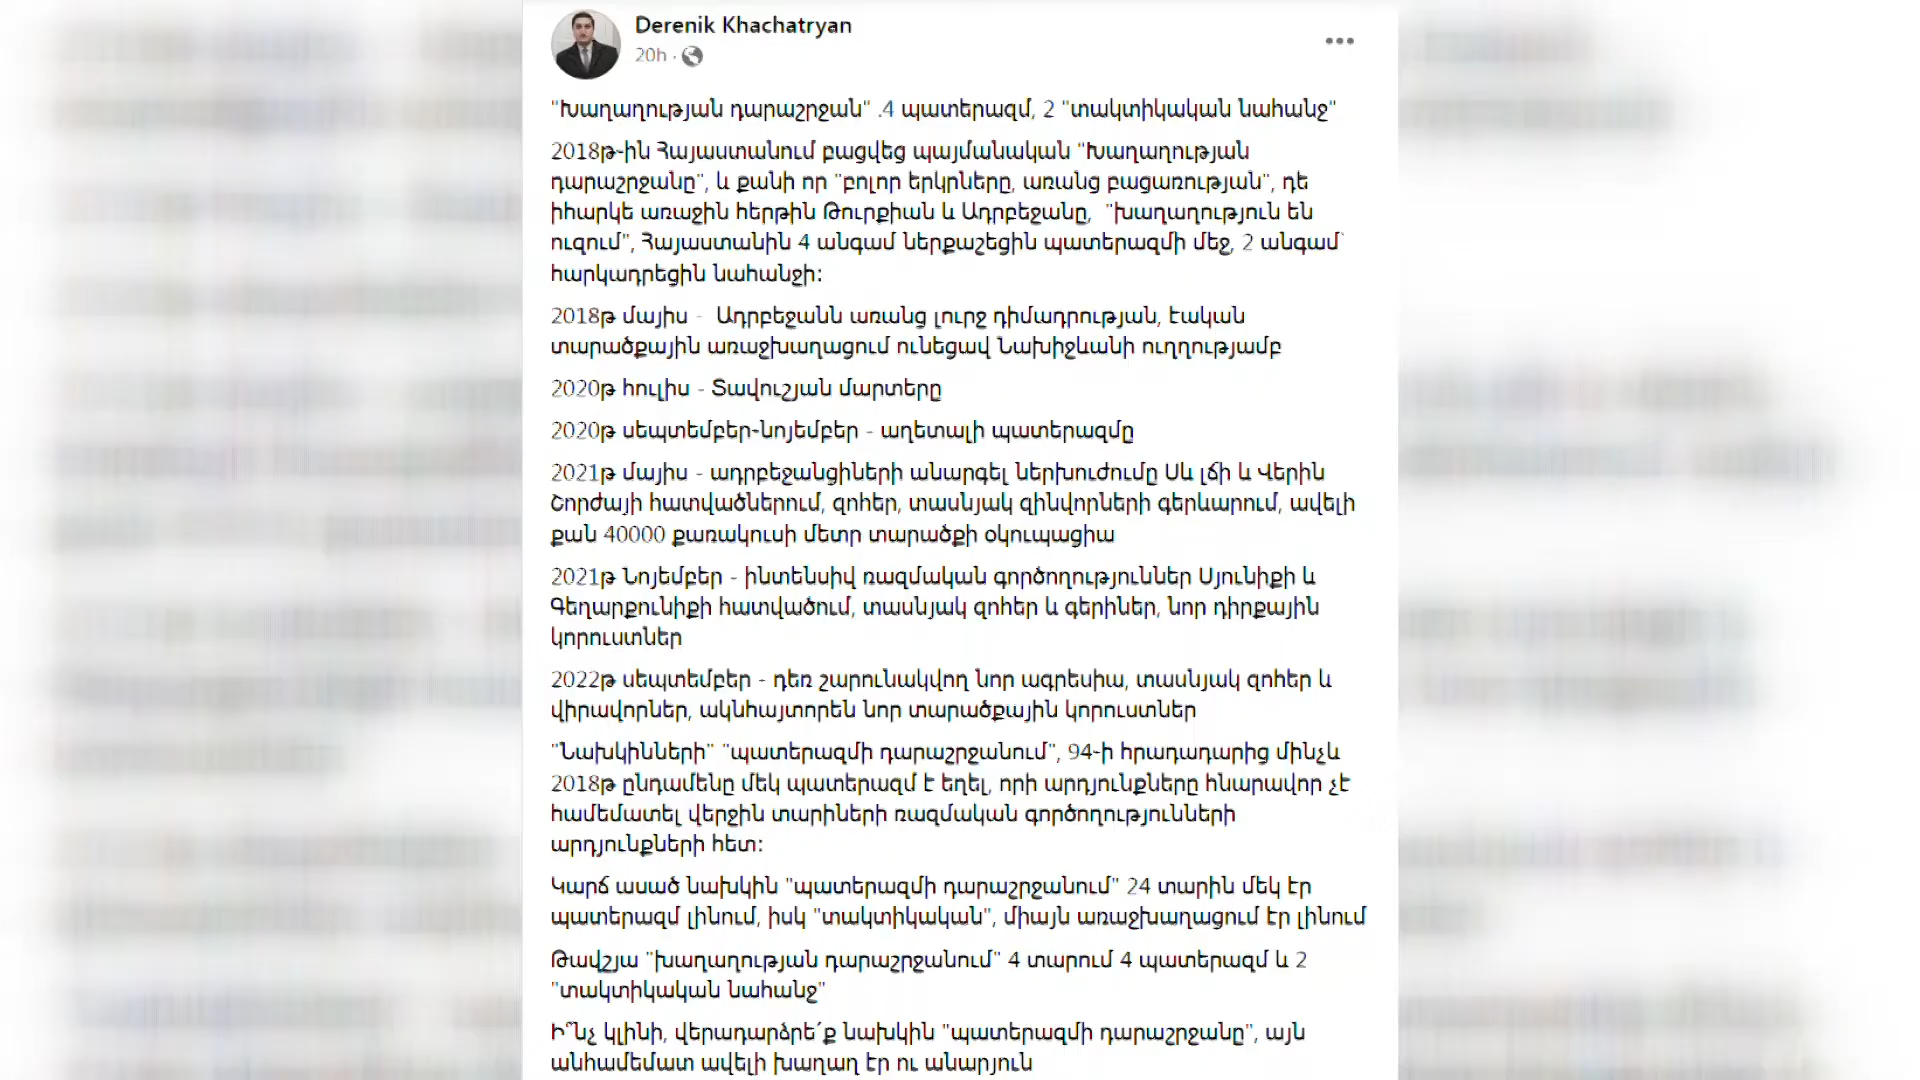 Derenik Khachatryan
20h ·
"Խաղաղության դարաշրջան" .4 պատերազմ, 2 "տակտիկական նահանջ"
2018թ-ին Հայաստանում բացվեց պայմանական "Խաղաղության
դարաշրջանը", և քանի որ "բոլոր երկրները, առանց բացառության", դե
իհարկե առաջին հերթին Թուրքիան և Ադրբեջանը, "խաղաղություն են
ուզում", Հայաստանին 4 անգամ ներքաշեցին պատերազմի մեջ, 2 անգամ՝
հարկադրեցին նահանջի:
2018թ մայիս - Ադրբեջանն առանց լուրջ դիմադրության, էական
տարածքային առաջխաղացում ունեցավ Նախիջևանի ուղղությամբ
2020թ հուլիս - Տավուշյան մարտերը
2020թ սեպտեմբեր-նոյեմբեր - աղետալի պատերազմը
2021թ մայիս - ադրբեջանցիների անարգել ներխուժումը Սև լճի և Վերին
Շորժայի հատվածներում, զոհեր, տասնյակ զինվորների գերևարում, ավելի
քան 40000 քառակուսի մետր տարածքի օկուպացիա
2021թ Նոյեմբեր - ինտենսիվ ռազմական գործողություններ Սյունիքի և
Գեղարքունիքի հատվածում, տասնյակ զոհեր և գերիներ, նոր դիրքային
կորուստներ
2022թ սեպտեմբեր - դեռ շարունակվող նոր ագրեսիա, տասնյակ զոհեր և
վիրավորներ, ակնհայտորեն նոր տարածքային կորուստներ
"Նախկինների" "պատերազմի դարաշրջանում", 94-ի հրադադարից մինչև
2018թ ընդամենը մեկ պատերազմ է եղել, որի արդյունքները հնարավոր չէ
համեմատել վերջին տարիների ռազմական գործողությունների
արդյունքների հետ:
Կարճ ասած նախկին "պատերազմի դարաշրջանում" 24 տարին մեկ էր
պատերազմ լինում, իսկ "տակտիկական", միայն առաջխաղացում էր լինում
Թավշյա "խաղաղության դարաշրջանում" 4 տարում 4 պատերազմ և 2
"տակտիկական նահանջ"
Ի՞նչ կլինի, վերադարձրե՛ք նախկին "պատերազմի դարաշրջանը", այն
անհամեմատ ավելի խաղաղ էր ու անարյուն